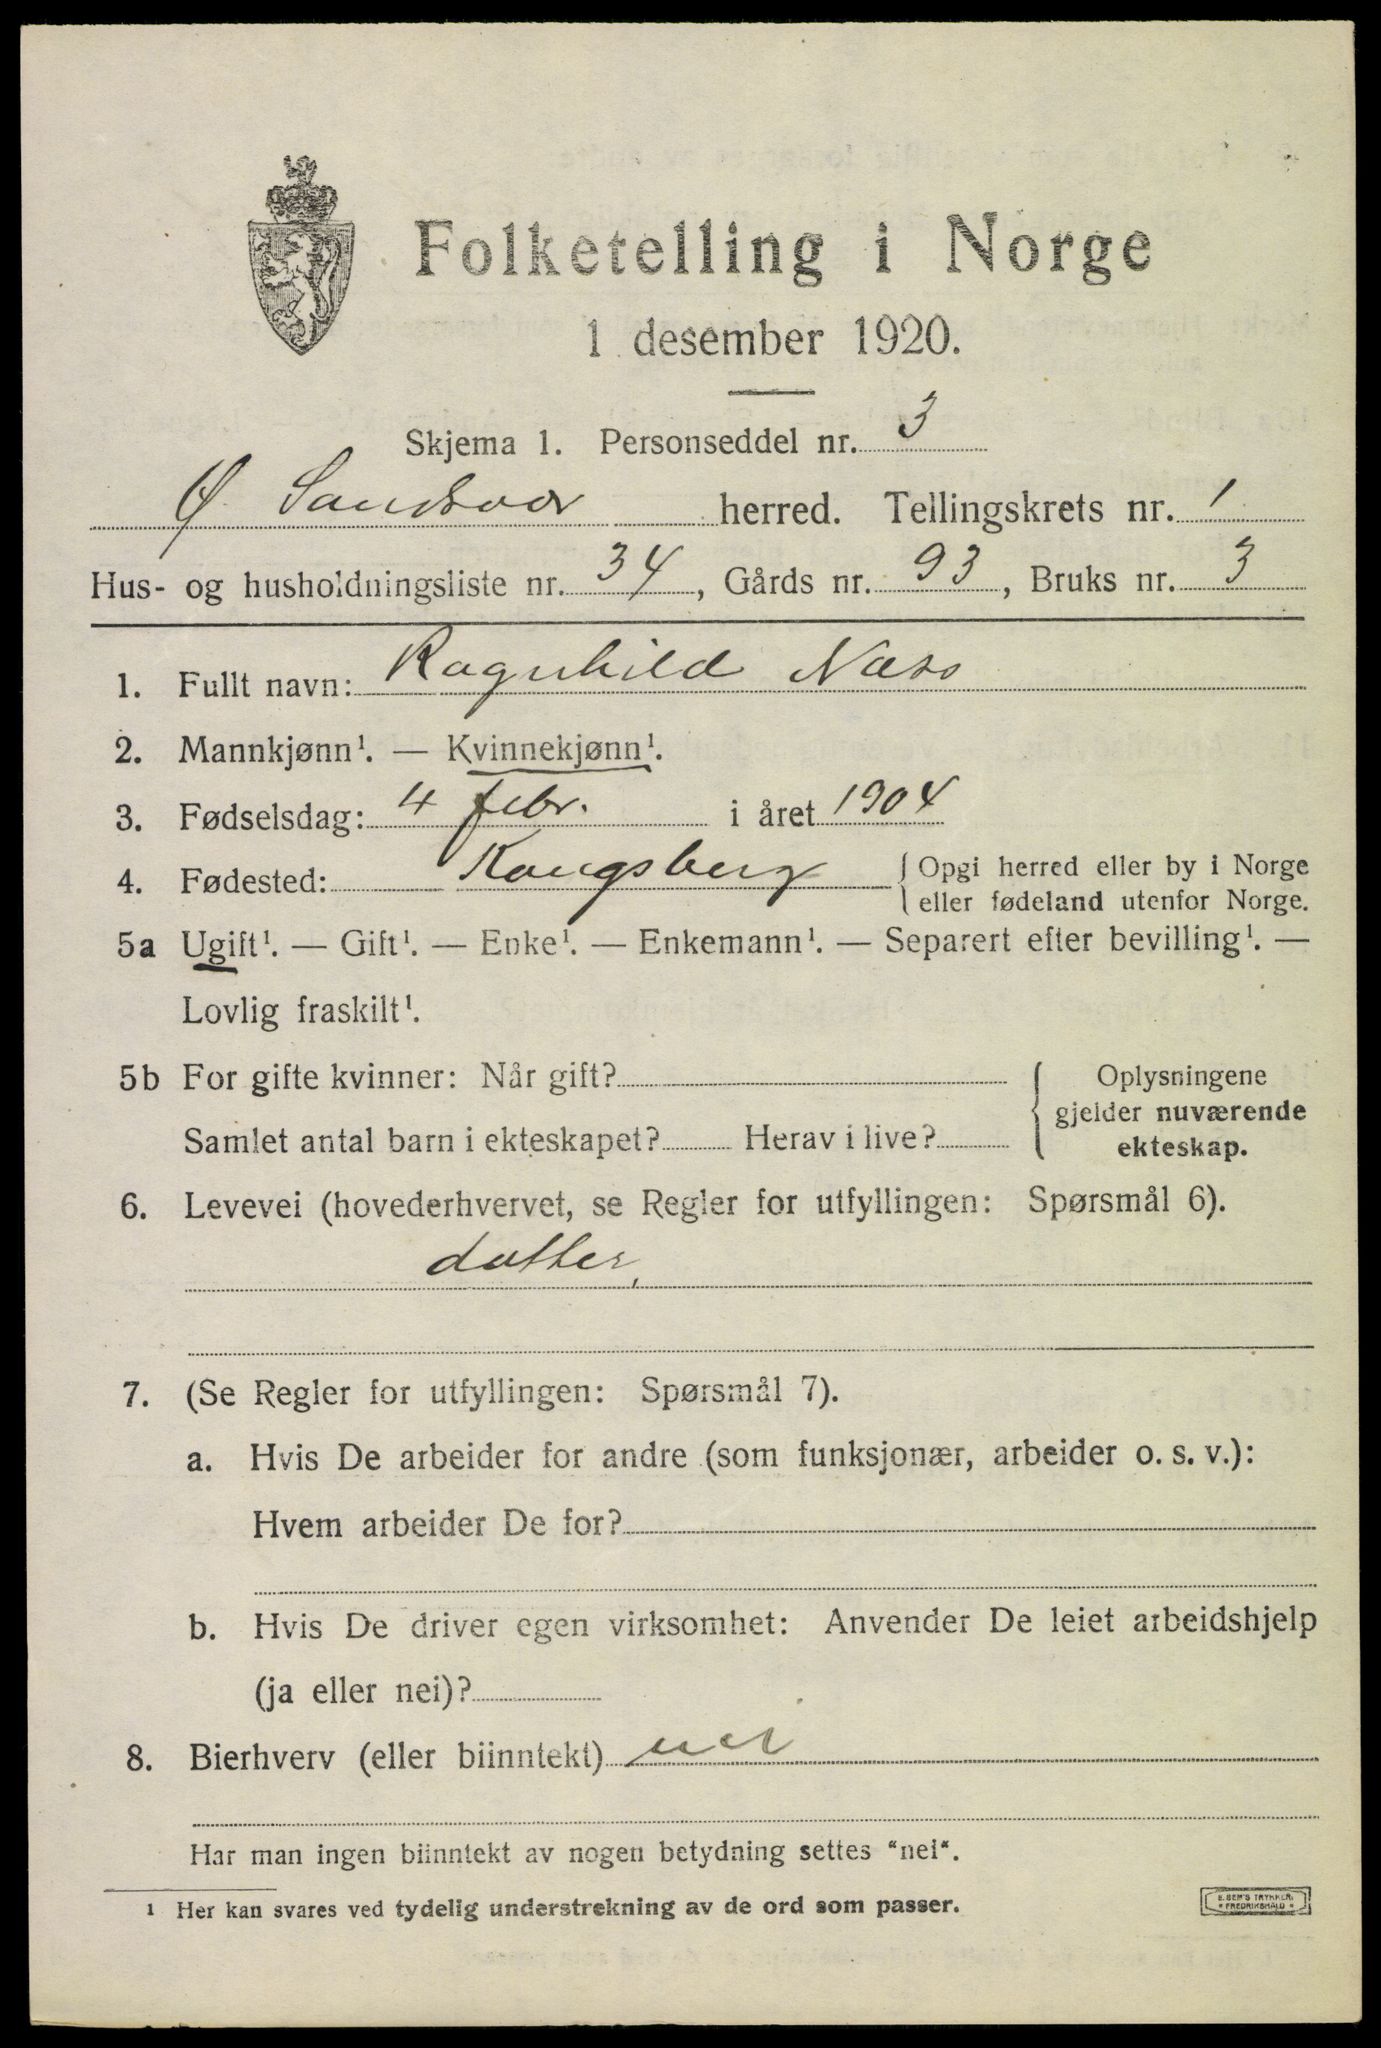 Folketelling i Norge
1 desember 1920.
Skjema 1. Personseddel nr. 3
Ø Sandsvær herred. Tellingskrets nr. 1
Hus- og husholdningsliste nr. 34, Gårds nr. 93, Bruks nr. 3
1. Fullt navn: Ragnhild Næss
2. Mannkjønn¹. — Kvinnekjønn¹.
3. Fødselsdag: 4 febr. i året 1904
4. Fødested: Kongsberg { Opgi herred eller by i Norge
eller fødeland utenfor Norge.
5a Ugift¹. — Gift¹. — Enke¹. — Enkemann¹. — Separert efter bevilling¹. —
Lovlig fraskilt¹.
5b For gifte kvinner: Når gift? { Oplysningene
gjelder nuværende
Samlet antal barn i ekteskapet? Herav i live?
ekteskap.
6. Levevei (hovederhvervet, se Regler for utfyllingen: Spørsmål 6).
datter,
7. (Se Regler for utfyllingen: Spørsmål 7).
a. Hvis De arbeider for andre (som funksjonær, arbeider o. s. v.):
Hvem arbeider De for?
b. Hvis De driver egen virksomhet: Anvender De leiet arbeidshjelp
(ja eller nei)?
8. Bierhverv (eller biinntekt) nei
Har man ingen biinntekt av nogen betydning settes "nei".
1 Her kan svares ved tydelig understrekning av de ord som passer.
E. SEM'S TRYKKERI
* FREDRIKSHALD *